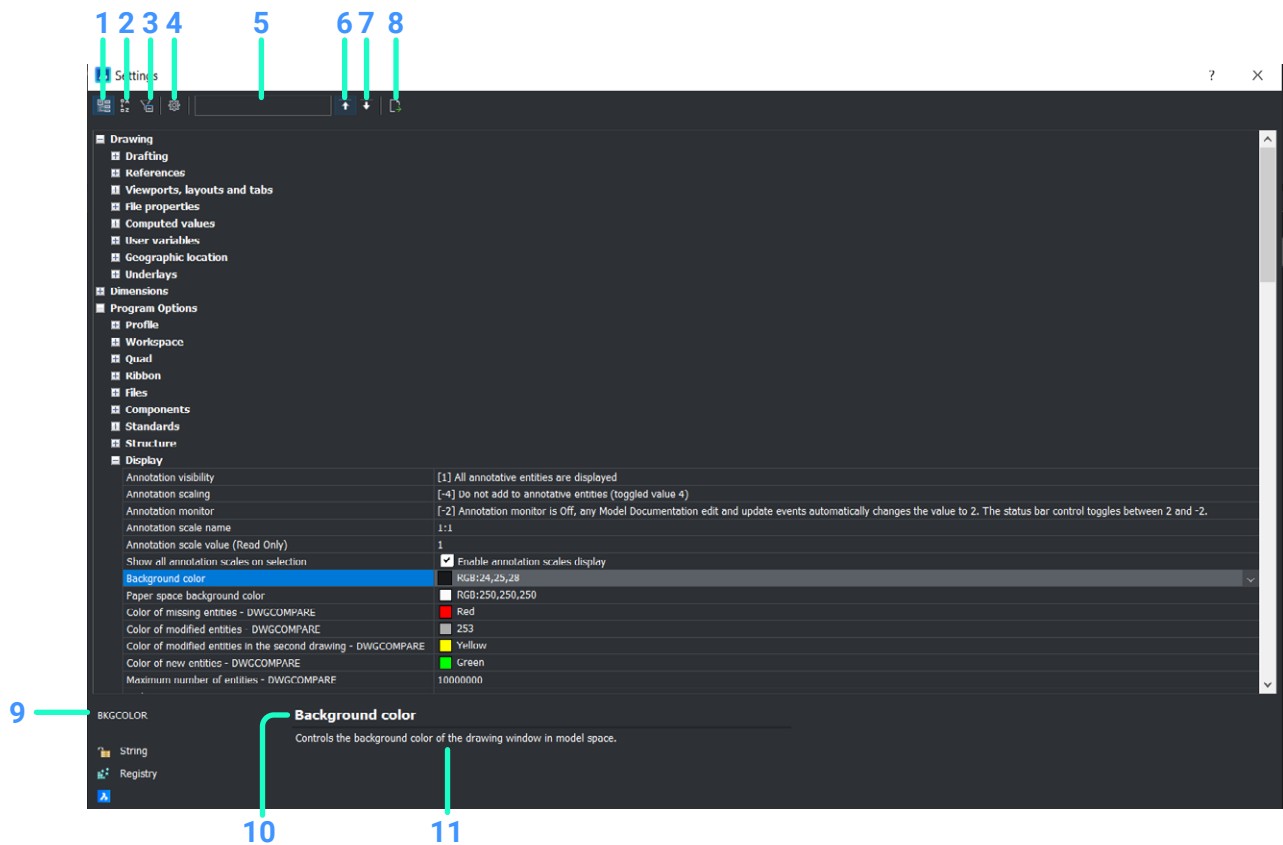 1 2 3 4 5 6 7 8
Settings ?
Drawing
Drafting
References
Viewports, layouts and tabs
File properties
Computed values
User variables
Geographic location
Underlays
Dimensions
Program Options
Profile
Workspace
Quad
Ribbon
Files
Components
Standards
Structure
Display
Annotation visibility [1] All annotative entities are displayed
Annotation scaling [-4] Do not add to annotative entities (toggled value 4)
Annotation monitor [-2] Annotation monitor is Off, any Model Documentation edit and update events automatically changes the value to 2. The status bar control toggles between 2 and -2.
Annotation scale name 1:1
Annotation scale value (Read Only) 1
Show all annotation scales on selection Enable annotation scales display
Background color RGB:24,25,28
Paper space background color RGB:250,250,250
Color of missing entities - DWGCOMPARE Red
Color of modified entities - DWGCOMPARE 253
Color of modified entities in the second drawing - DWGCOMPARE Yellow
Color of new entities - DWGCOMPARE Green
Maximum number of entities - DWGCOMPARE 10000000
9 BKGCOLOR Background color
Controls the background color of the drawing window in model space.
String
Registry
10 11